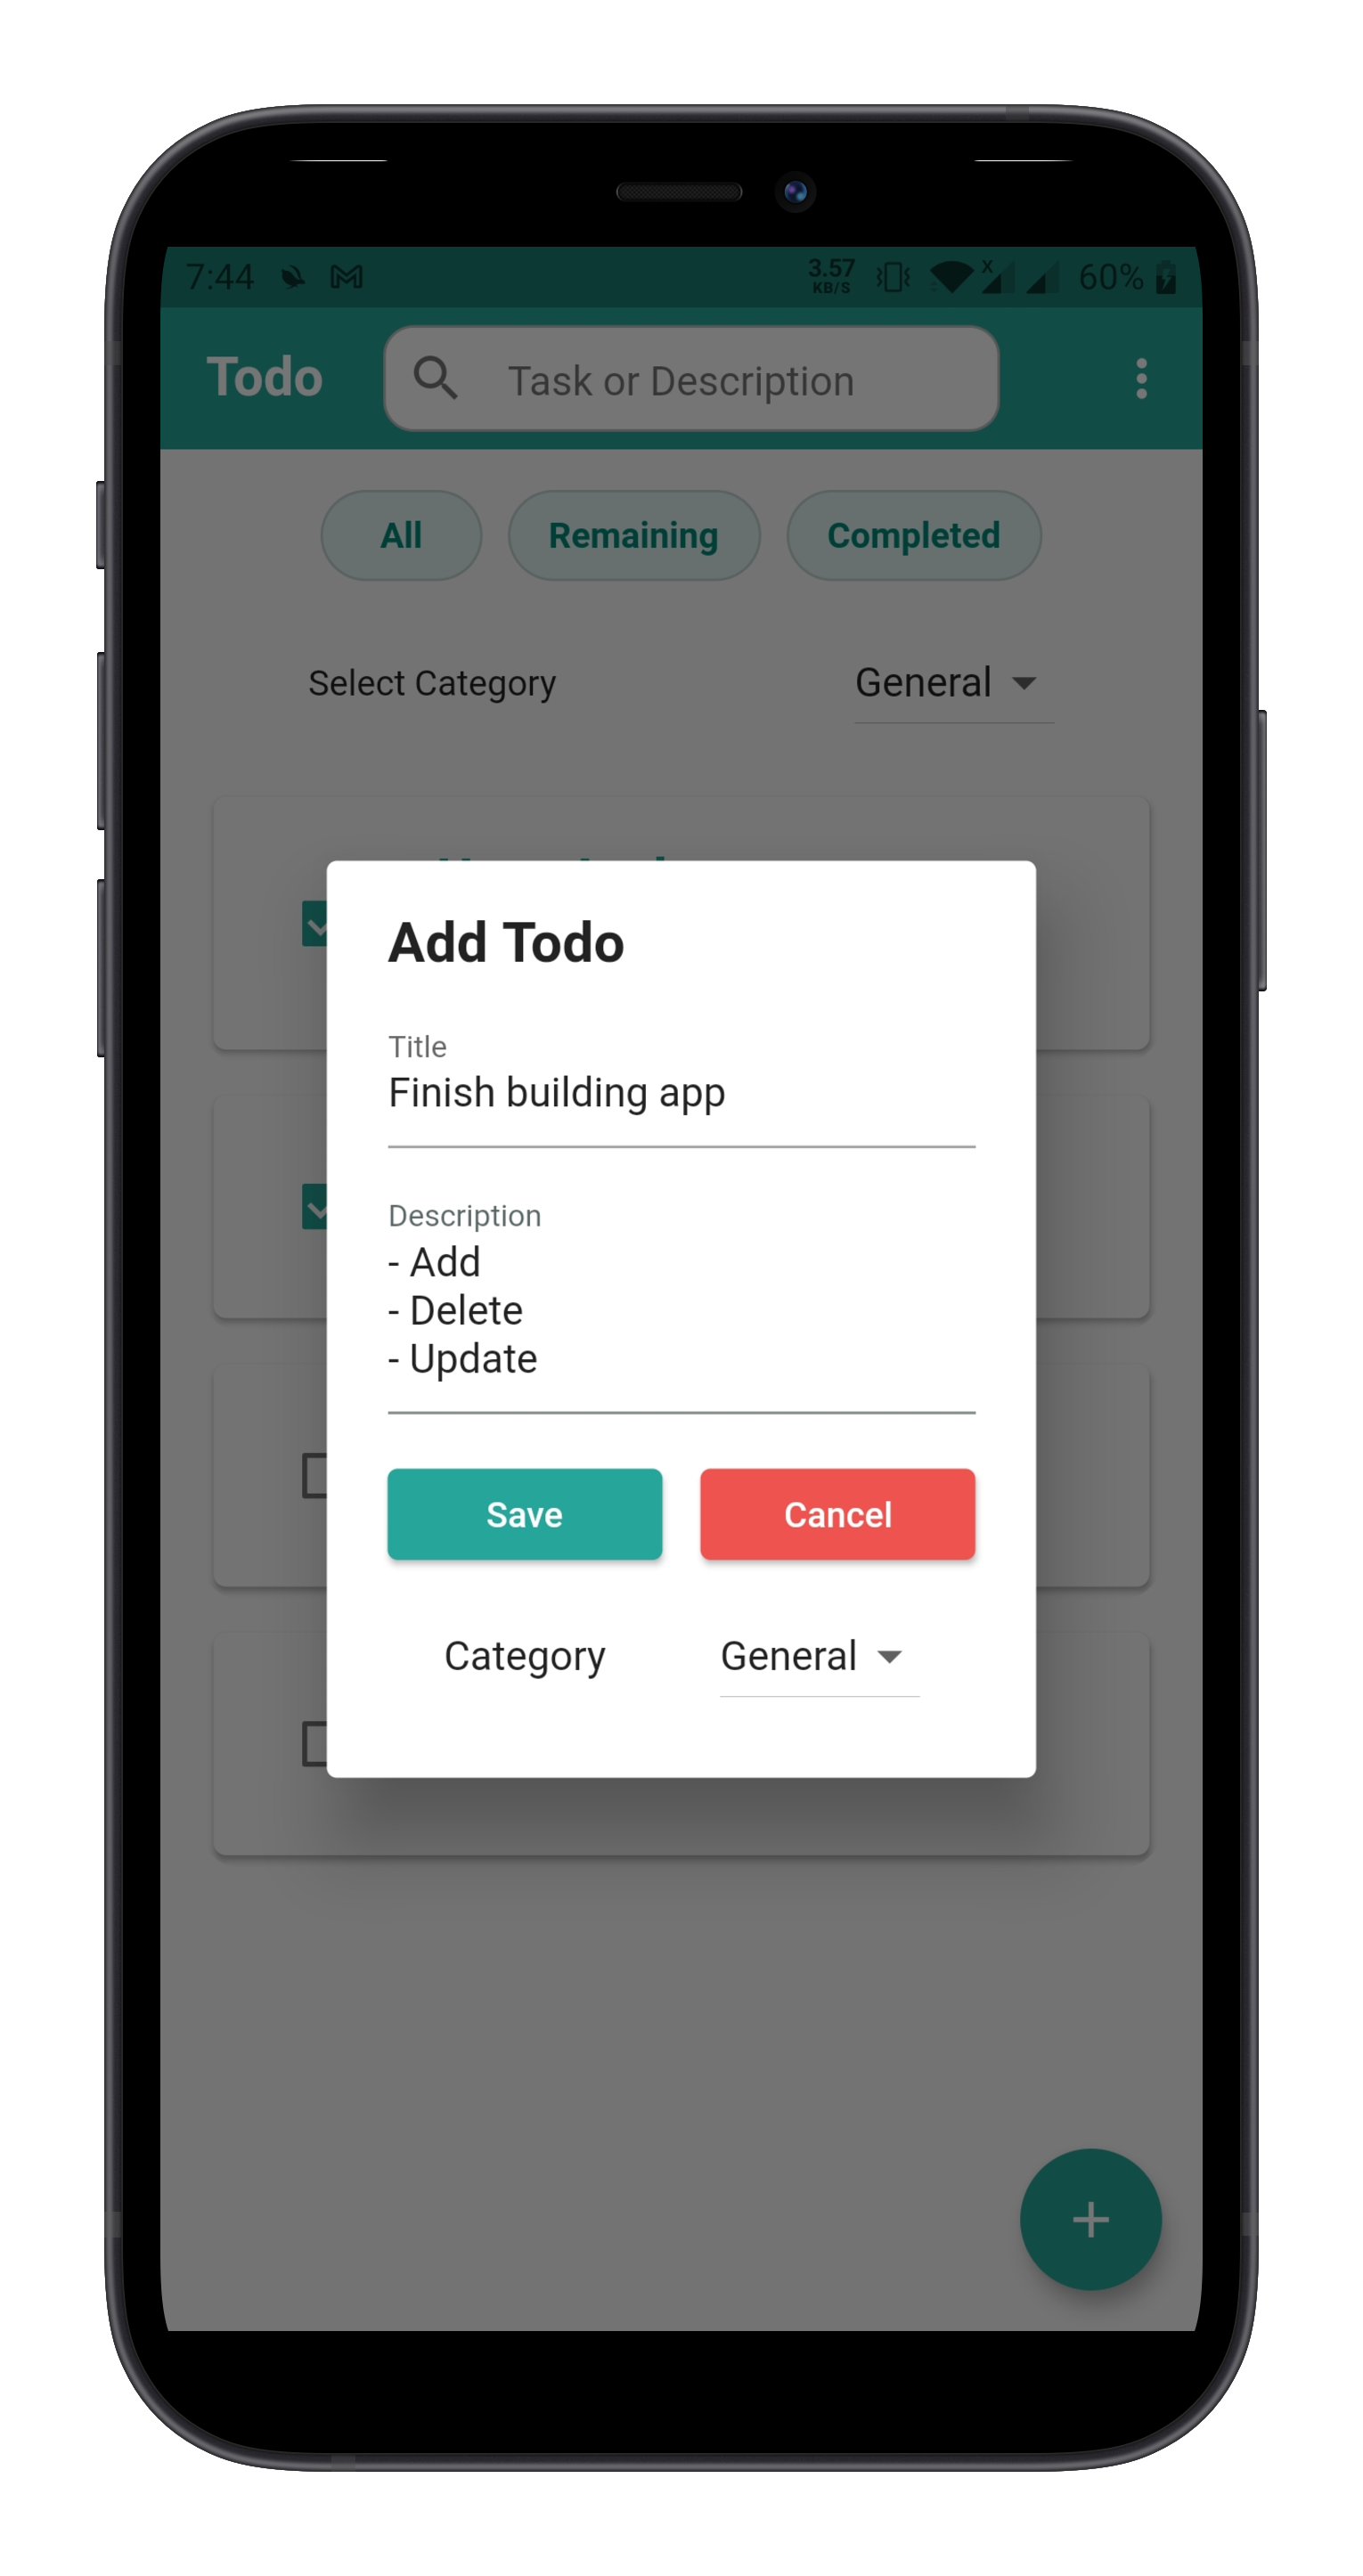 7:44
3.57
KB/S
60%
Todo
Task or Description
All
Remaining
Completed
Select Category
General
Add Todo
Title
Finish building app
Description
- Add
- Delete
- Update
Save
Cancel
Category
General